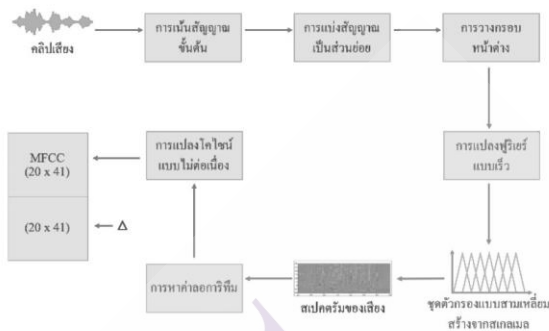 คลิปเสียง
การเน้นสัญญาณ
ขั้นต้น
การแบ่งสัญญาณ
เป็นส่วนย่อย
การวางกรอบ
หน้าต่าง
การแปลงฟูริเยร์
แบบเร็ว
ชุดตัวกรองแบบสามเหลี่ยม
สร้างจากสเกลเมล
สเปคตรัมของเสียง
การหาค่าลอการิทึม
การแปลงโคไซน์
แบบไม่ต่อเนื่อง
MFCC
(20 x 41)
(20 x 41)
Δ